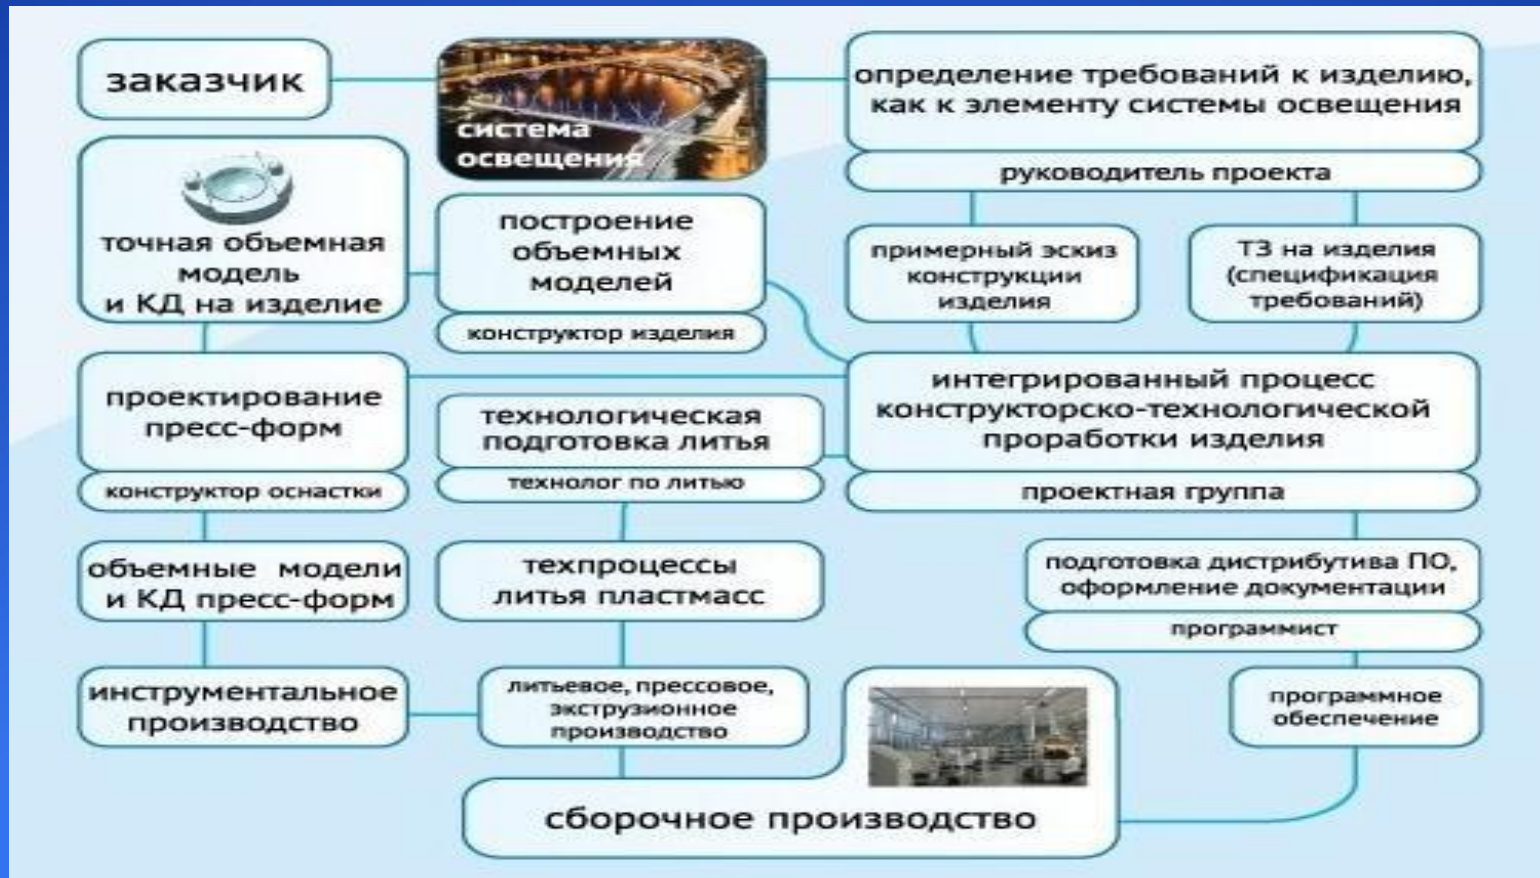 заказчик
система
освещения
определение требований к изделию,
как к элементу системы освещения
руководитель проекта
точная объемная
модель
и КД на изделие
построение
объемных
моделей
конструктор изделия
примерный эскиз
конструкции
изделия
ТЗ на изделия
(спецификация
требований)
проектирование
пресс-форм
конструктор оснастки
технологическая
подготовка литья
технолог по литью
интегрированный процесс
конструкторско-технологической
проработки изделия
проектная группа
объемные модели
и КД пресс-форм
техпроцессы
литья пластмасс
подготовка дистрибутива ПО,
оформление документации
программист
инструментальное
производство
литьевое, прессовое,
экструзионное
производство
программное
обеспечение
сборочное производство